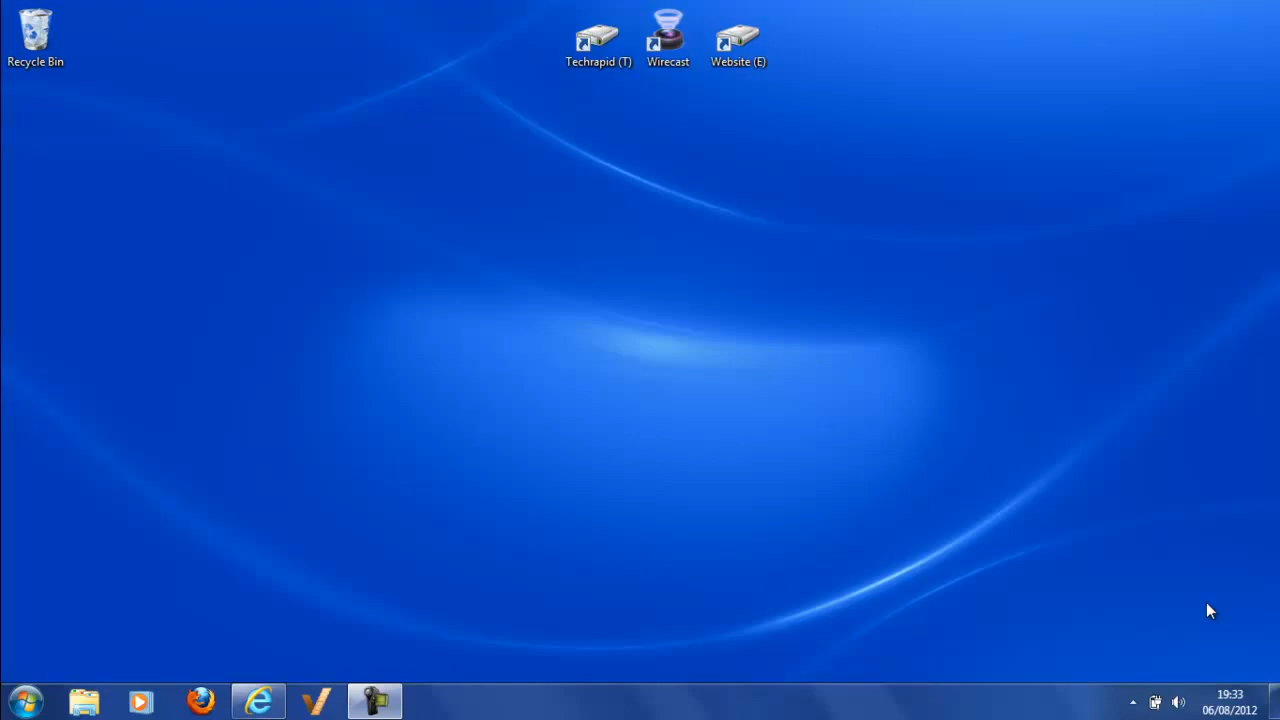 Recycle Bin
Techrapid (T)
Wirecast
Website (E)
19:33
06/08/2012